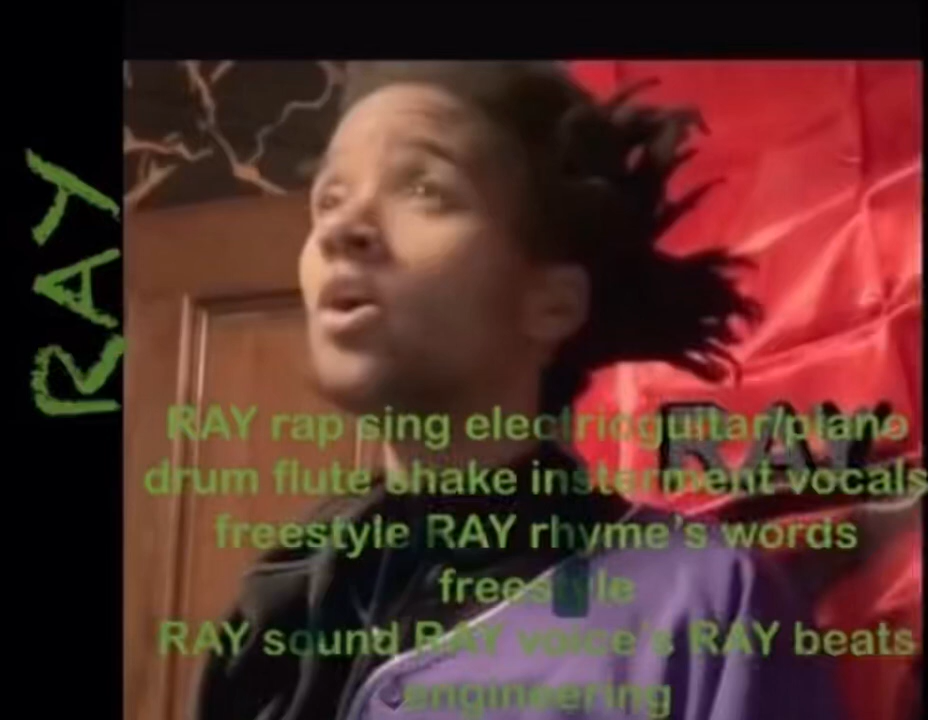 RAY
RAY
RAY rap sing electricguitar/piano
drum flute shake insterment vocals
freestyle RAY rhyme's words
freestyle
RAY sound RAY voice's RAY beats
engineering